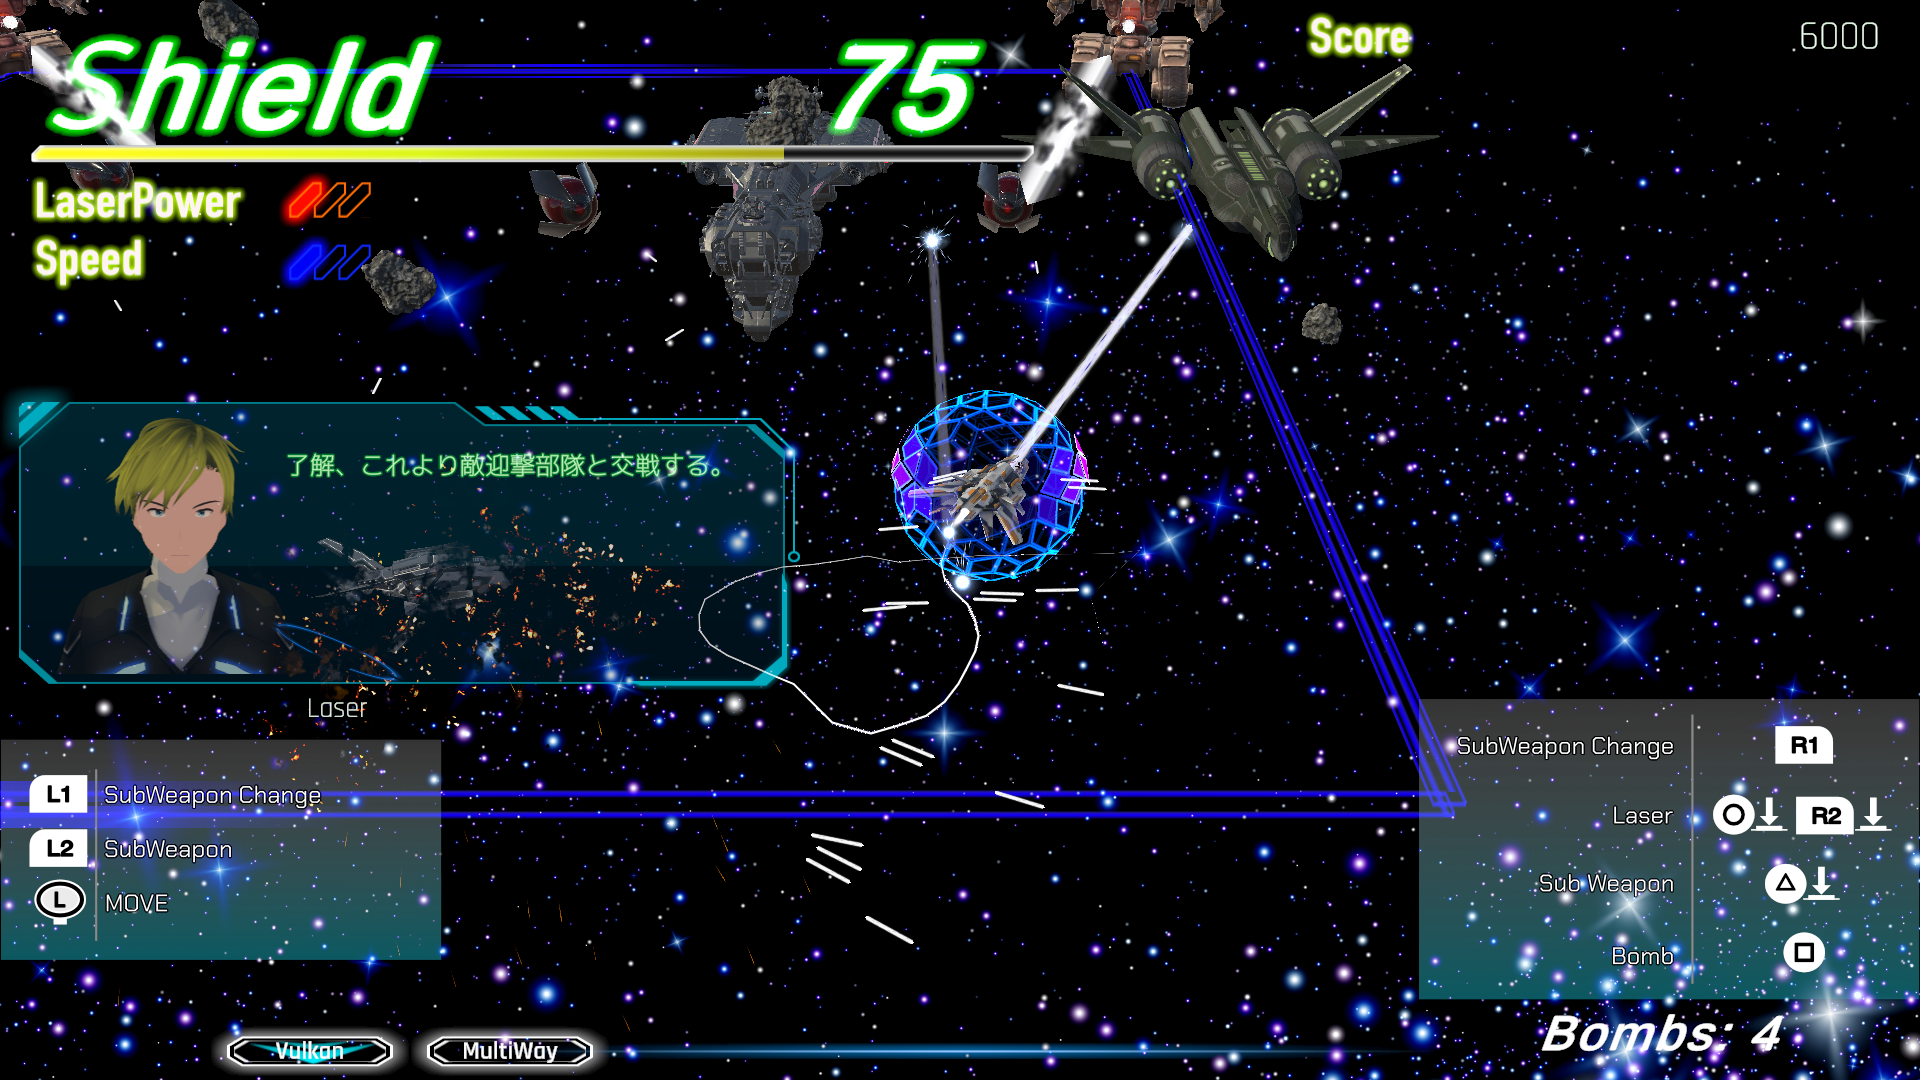 Shield 75
Score .6000
LaserPower
Speed
了解、これより敵迎撃部隊と交戦する。
Laser
L1 SubWeapon Change
L2 SubWeapon
L MOVE
SubWeapon Change R1
Laser R2
Sub Weapon
Bomb
Bombs: 4
Vulkan
MultiWay